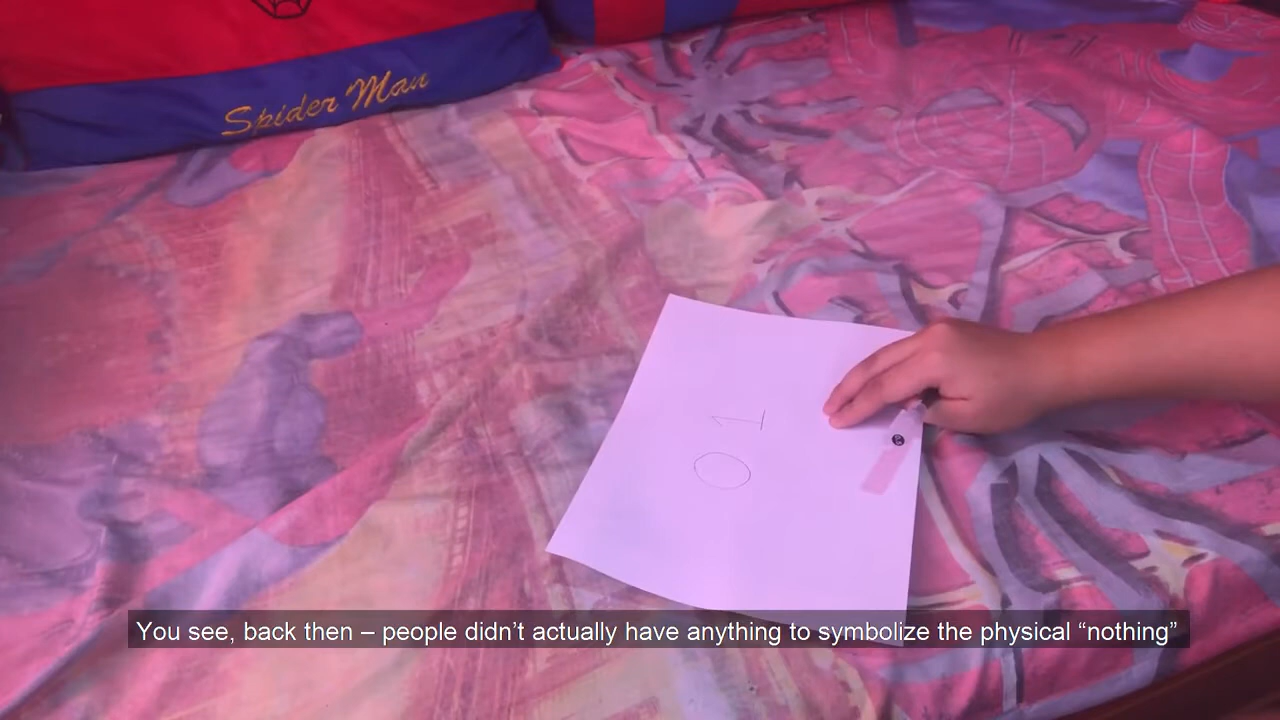 Spider Man
1
0
You see, back then – people didn't actually have anything to symbolize the physical “nothing”